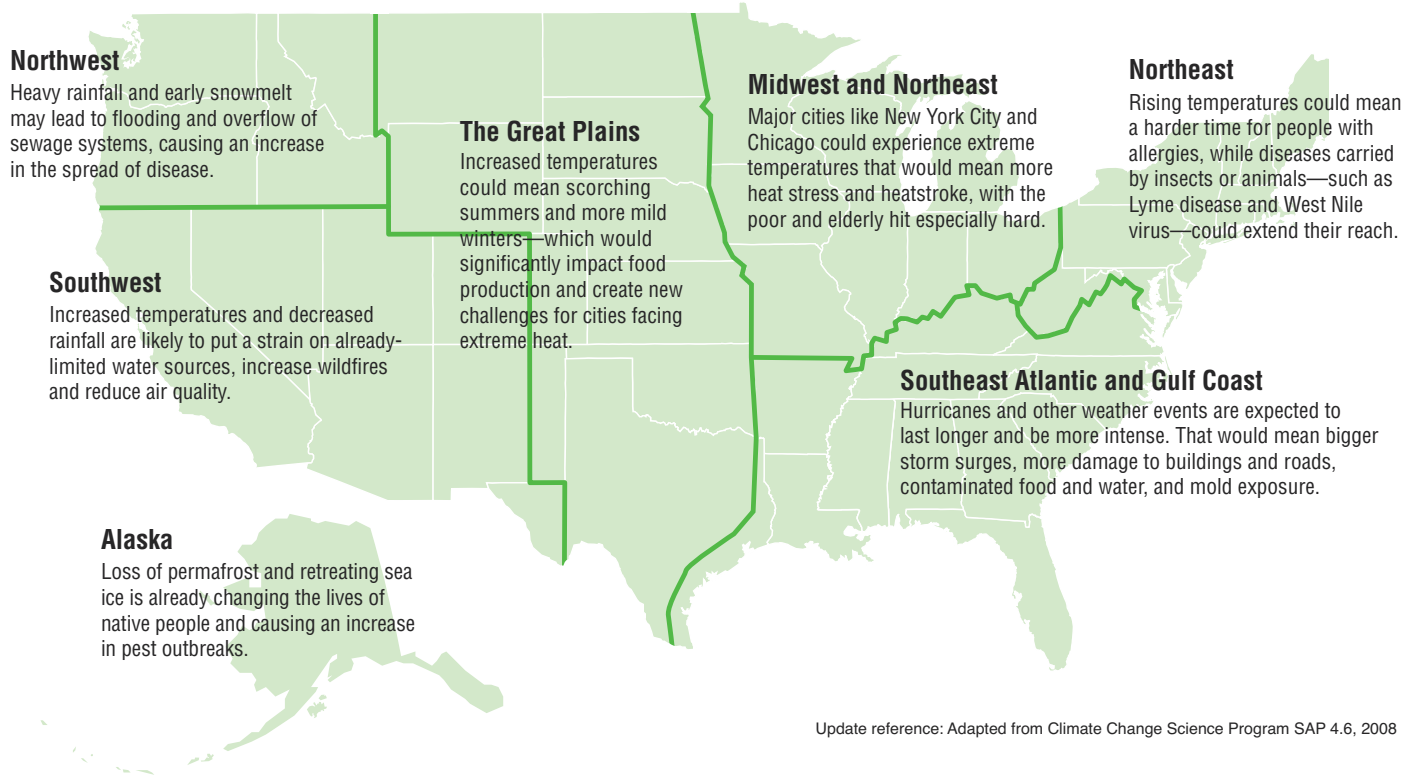 Northwest
Heavy rainfall and early snowmelt
may lead to flooding and overflow of
sewage systems, causing an increase
in the spread of disease.
The Great Plains
Increased temperatures
could mean scorching
summers and more mild
winters—which would
significantly impact food
production and create new
challenges for cities facing
extreme heat.
Midwest and Northeast
Major cities like New York City and
Chicago could experience extreme
temperatures that would mean more
heat stress and heatstroke, with the
poor and elderly hit especially hard.
Northeast
Rising temperatures could mean
a harder time for people with
allergies, while diseases carried
by insects or animals—such as
Lyme disease and West Nile
virus—could extend their reach.
Southwest
Increased temperatures and decreased
rainfall are likely to put a strain on already-
limited water sources, increase wildfires
and reduce air quality.
Southeast Atlantic and Gulf Coast
Hurricanes and other weather events are expected to
last longer and be more intense. That would mean bigger
storm surges, more damage to buildings and roads,
contaminated food and water, and mold exposure.
Alaska
Loss of permafrost and retreating sea
ice is already changing the lives of
native people and causing an increase
in pest outbreaks.
Update reference: Adapted from Climate Change Science Program SAP 4.6, 2008